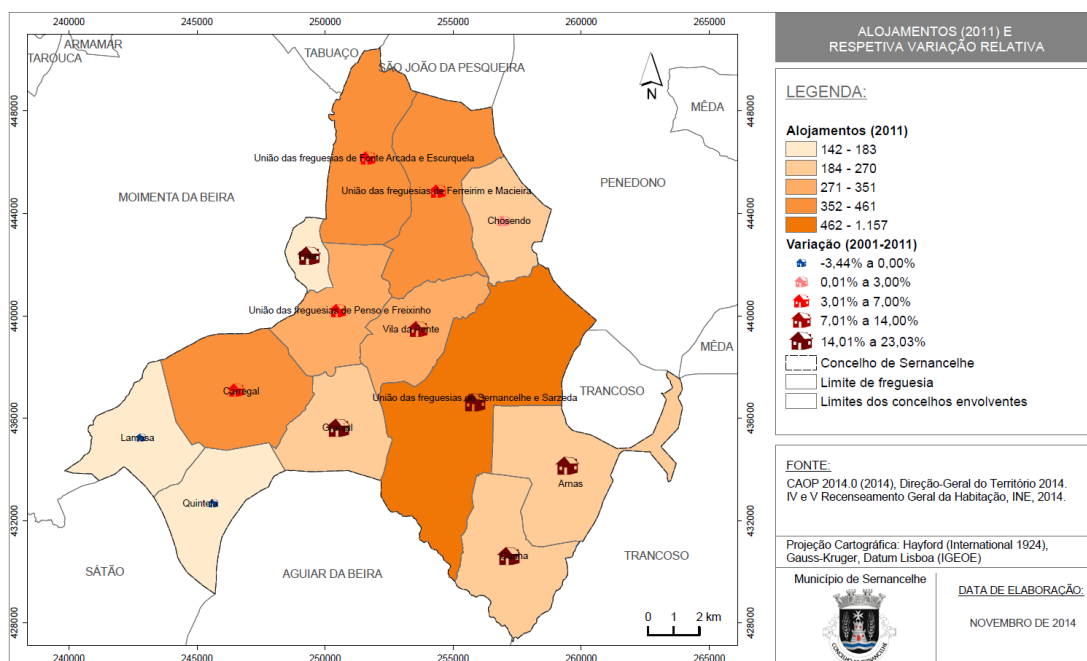 240000
245000
250000
255000
260000
265000
ARMAMAR
TAROUCA
TABUAÇO
SÃO JOÃO DA PESQUEIRA
MÊDA
N
448000
444000
440000
436000
432000
428000
União das freguesias de Fonte Arcada e Escurquela
União das freguesias de Ferreirim e Macieira
MOIMENTA DA BEIRA
PENEDONO
Chosendo
União das freguesias de Penso e Freixinho
Vila da Ponte
MÊDA
TRANCOSO
Carregal
União das freguesias de Sernancelhe e Sarzeda
Lamosa
Granjal
Arnas
Quintela
TRANCOSO
SÁTÃO
AGUIAR DA BEIRA
0 1 2 km
240000
245000
250000
255000
260000
265000
ALOJAMENTOS (2011) E
RESPETIVA VARIAÇÃO RELATIVA
LEGENDA:
Alojamentos (2011)
142 - 183
184 - 270
271 - 351
352 - 461
462 - 1.157
Variação (2001-2011)
-3,44% a 0,00%
0,01% a 3,00%
3,01% a 7,00%
7,01% a 14,00%
14,01% a 23,03%
Concelho de Sernancelhe
Limite de freguesia
Limites dos concelhos envolventes
FONTE:
CAOP 2014.0 (2014), Direção-Geral do Território 2014.
IV e V Recenseamento Geral da Habitação, INE, 2014.
Projeção Cartográfica: Hayford (International 1924),
Gauss-Kruger, Datum Lisboa (IGEOE)
Município de Sernancelhe
DATA DE ELABORAÇÃO:
NOVEMBRO DE 2014